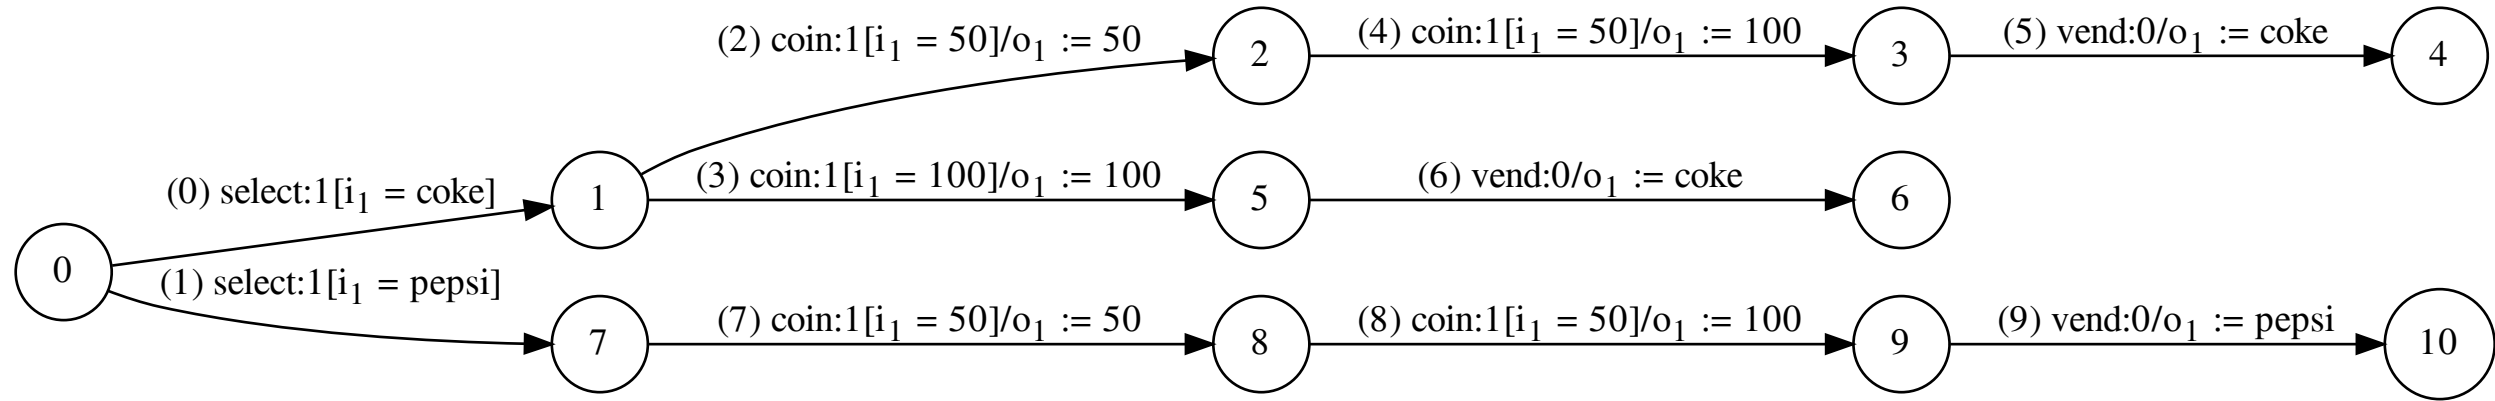 (2) coin:1[i₁ = 50]/o₁ := 50
2
(4) coin:1[i₁ = 50]/o₁ := 100
3
(5) vend:0/o₁ := coke
4
(0) select:1[i₁ = coke]
1
(3) coin:1[i₁ = 100]/o₁ := 100
5
(6) vend:0/o₁ := coke
6
0
(1) select:1[i₁ = pepsi]
7
(7) coin:1[i₁ = 50]/o₁ := 50
8
(8) coin:1[i₁ = 50]/o₁ := 100
9
(9) vend:0/o₁ := pepsi
10